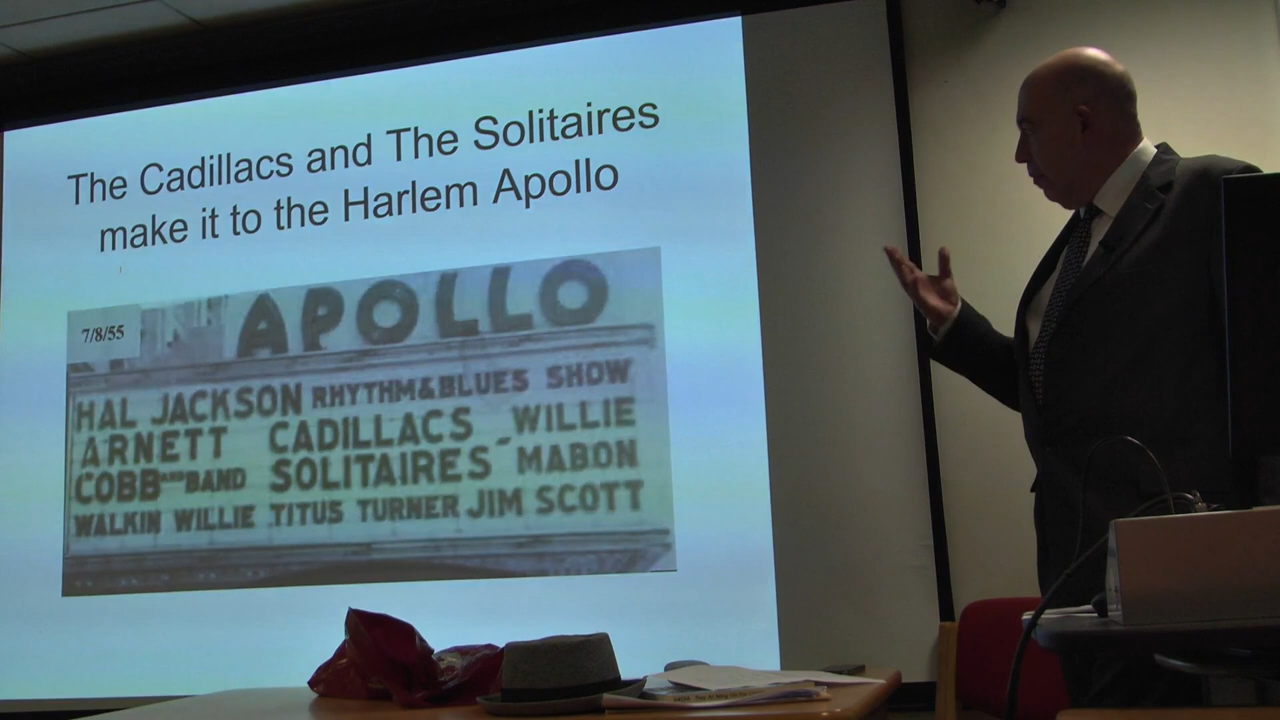 The Cadillacs and The Solitaires
make it to the Harlem Apollo
7/8/55
APOLLO
HAL JACKSON RHYTHM&BLUES SHOW
ARNETT CADILLACS WILLIE
COBB AND BAND SOLITAIRES MABON
WALKIN WILLIE TITUS TURNER JIM SCOTT